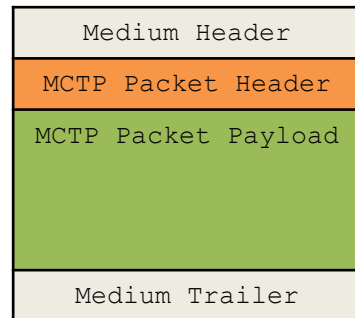 Medium Header
MCTP Packet Header
MCTP Packet Payload
Medium Trailer